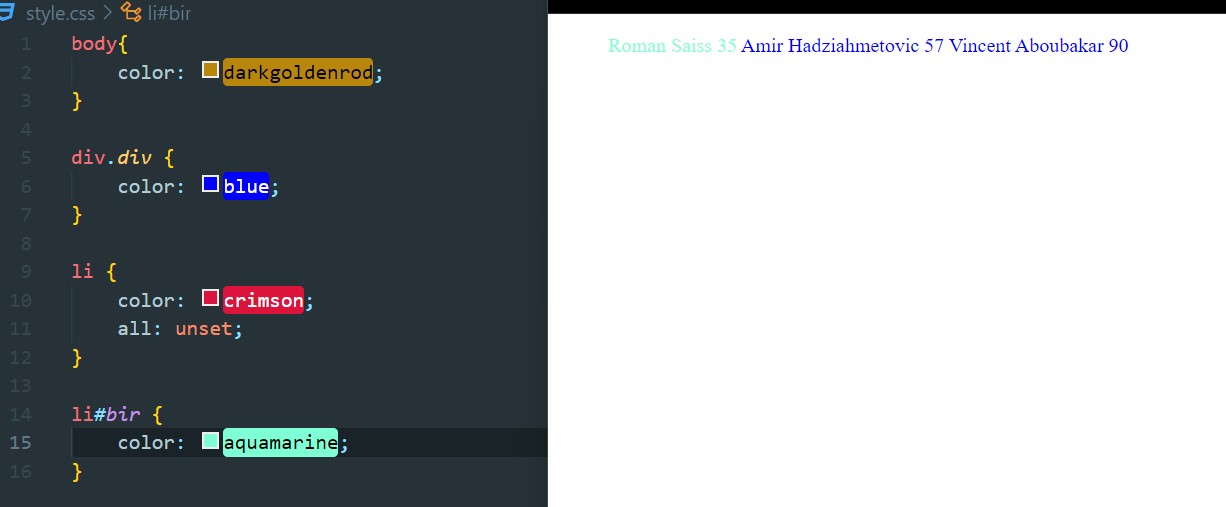 style.css > li#bir
1 body{
2 color: darkgoldenrod;
3 }
4
5 div.div {
6 color: blue;
7 }
8
9 li {
10 color: crimson;
11 all: unset;
12 }
13
14 li#bir {
15 color: aquamarine;
16 }
Roman Saiss 35 Amir Hadziahmetovic 57 Vincent Aboubakar 90